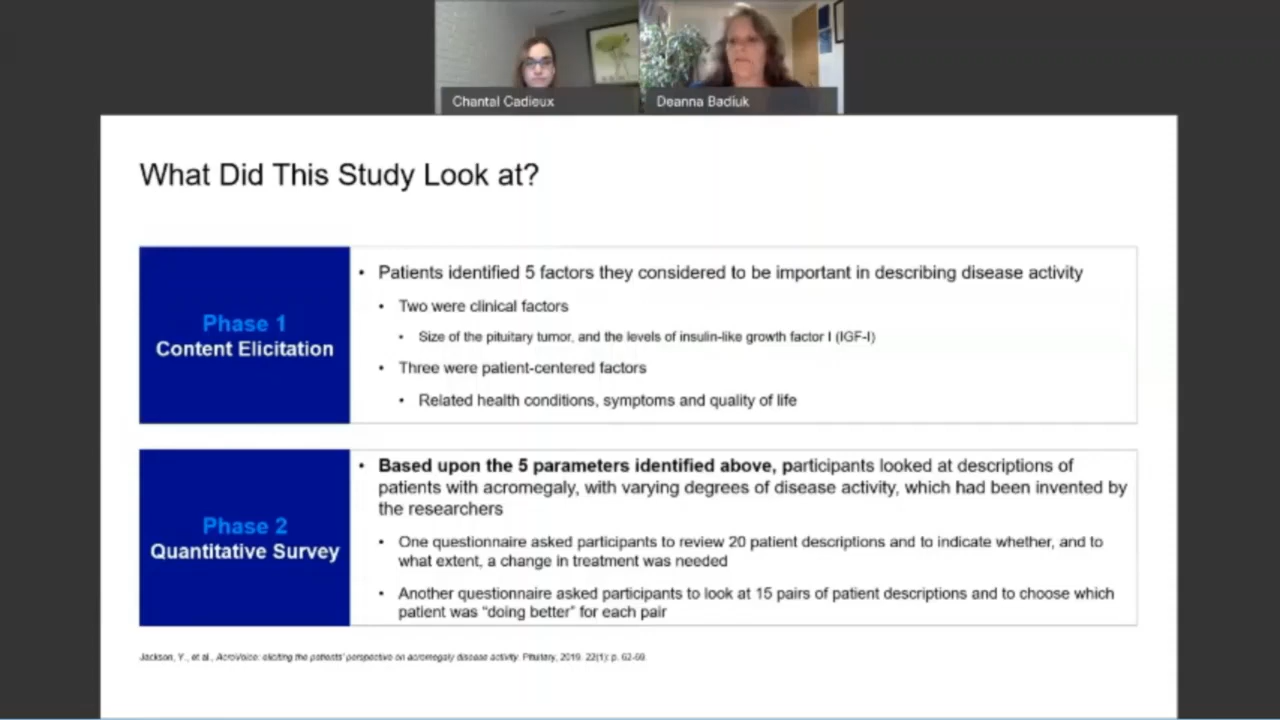 Chantal Cadieux
Deanna Badiuk
What Did This Study Look at?
Phase 1
Content Elicitation
• Patients identified 5 factors they considered to be important in describing disease activity
• Two were clinical factors
• Size of the pituitary tumor, and the levels of insulin-like growth factor I (IGF-I)
• Three were patient-centered factors
• Related health conditions, symptoms and quality of life
Phase 2
Quantitative Survey
• Based upon the 5 parameters identified above, participants looked at descriptions of
patients with acromegaly, with varying degrees of disease activity, which had been invented by
the researchers
• One questionnaire asked participants to review 20 patient descriptions and to indicate whether, and to
what extent, a change in treatment was needed
• Another questionnaire asked participants to look at 15 pairs of patient descriptions and to choose which
patient was “doing better” for each pair
Jackson, Y., et al., AcroVoice: eliciting the patients' perspective on acromegaly disease activity. Pituitary, 2019. 22(1): p. 62-69.